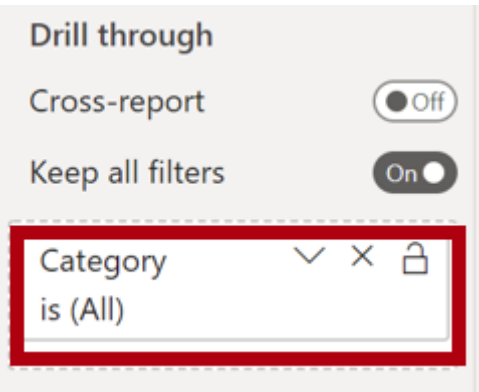 Drill through
Cross-report Off
Keep all filters On
Category
is (All)